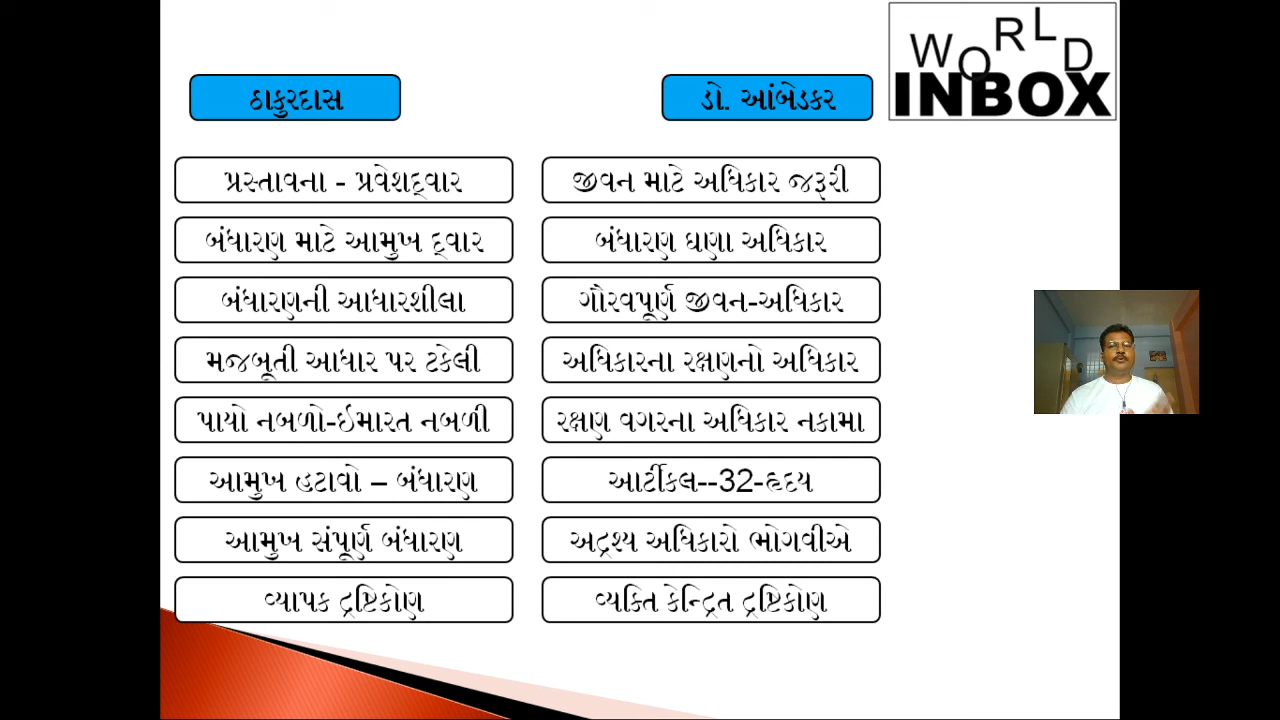 WORLD
INBOX
ઠાકુરદાસ
ડો. આંબેડકર
પ્રસ્તાવના - પ્રવેશદ્વાર
જીવન માટે અધિકાર જરૂરી
બંધારણ માટે આમુખ દ્વાર
બંધારણ ઘણા અધિકાર
બંધારણની આધારશીલા
ગૌરવપૂર્ણ જીવન-અધિકાર
મજબૂતી આધાર પર ટકેલી
અધિકારના રક્ષણનો અધિકાર
પાયો નબળો-ઈમારત નબળી
રક્ષણ વગરના અધિકાર નકામા
આમુખ હટાવો – બંધારણ
આર્ટીકલ--32-હૃદય
આમુખ સંપૂર્ણ બંધારણ
અદ્રશ્ય અધિકારો ભોગવીએ
વ્યાપક દ્રષ્ટિકોણ
વ્યક્તિ કેન્દ્રિત દ્રષ્ટિકોણ